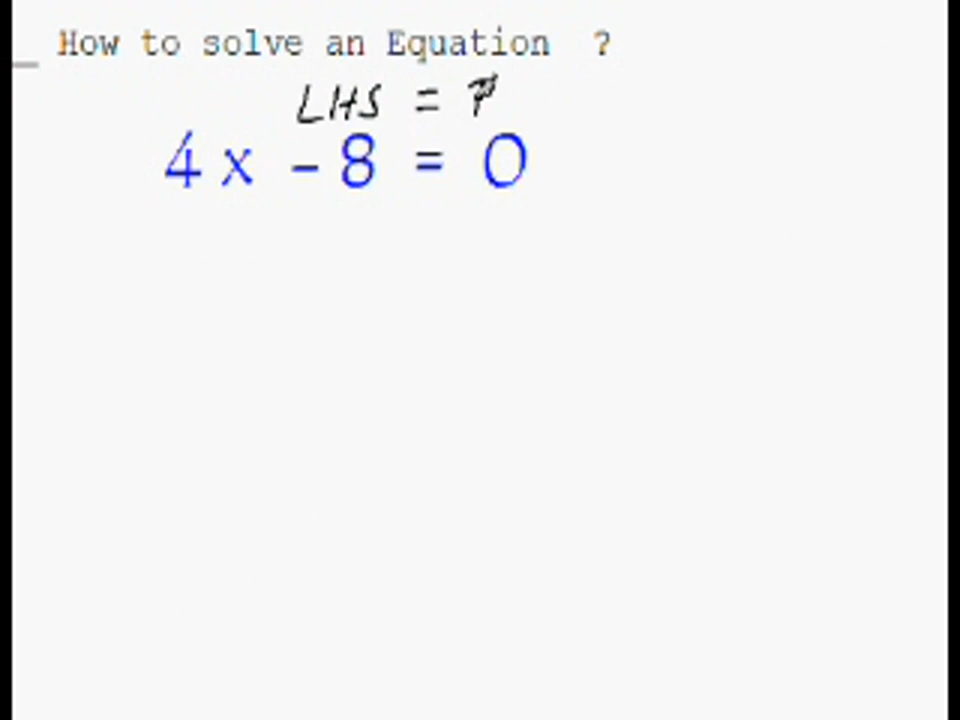 How to solve an Equation ?
LHS =
4x - 8 = 0